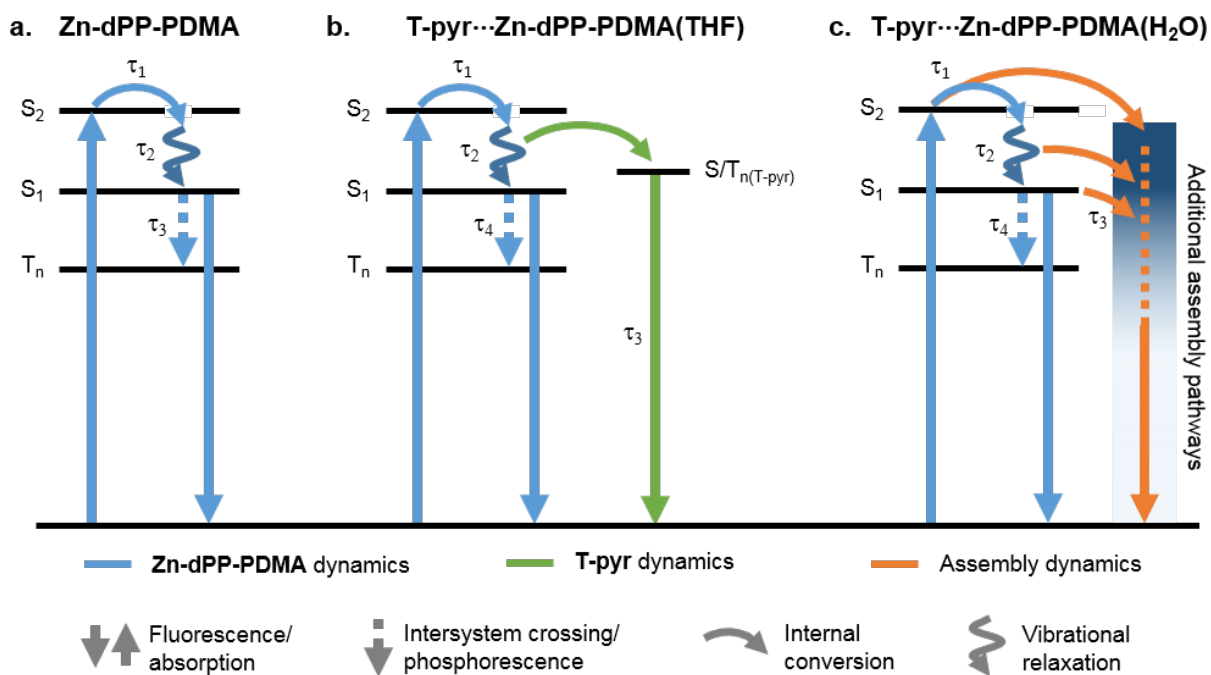 a. Zn-dPP-PDMA
b. T-pyr···Zn-dPP-PDMA(THF)
c. T-pyr···Zn-dPP-PDMA(H₂O)
τ₁
S₂
τ₂
S₁
τ₃
Tₙ
τ₁
S₂
τ₂
S₁
S/Tₙ₍T-pyr₎
τ₄
Tₙ
τ₃
τ₁
S₂
τ₂
S₁
τ₃
τ₄
Tₙ
Additional assembly pathways
Zn-dPP-PDMA dynamics
T-pyr dynamics
Assembly dynamics
Fluorescence/
absorption
Intersystem crossing/
phosphorescence
Internal
conversion
Vibrational
relaxation